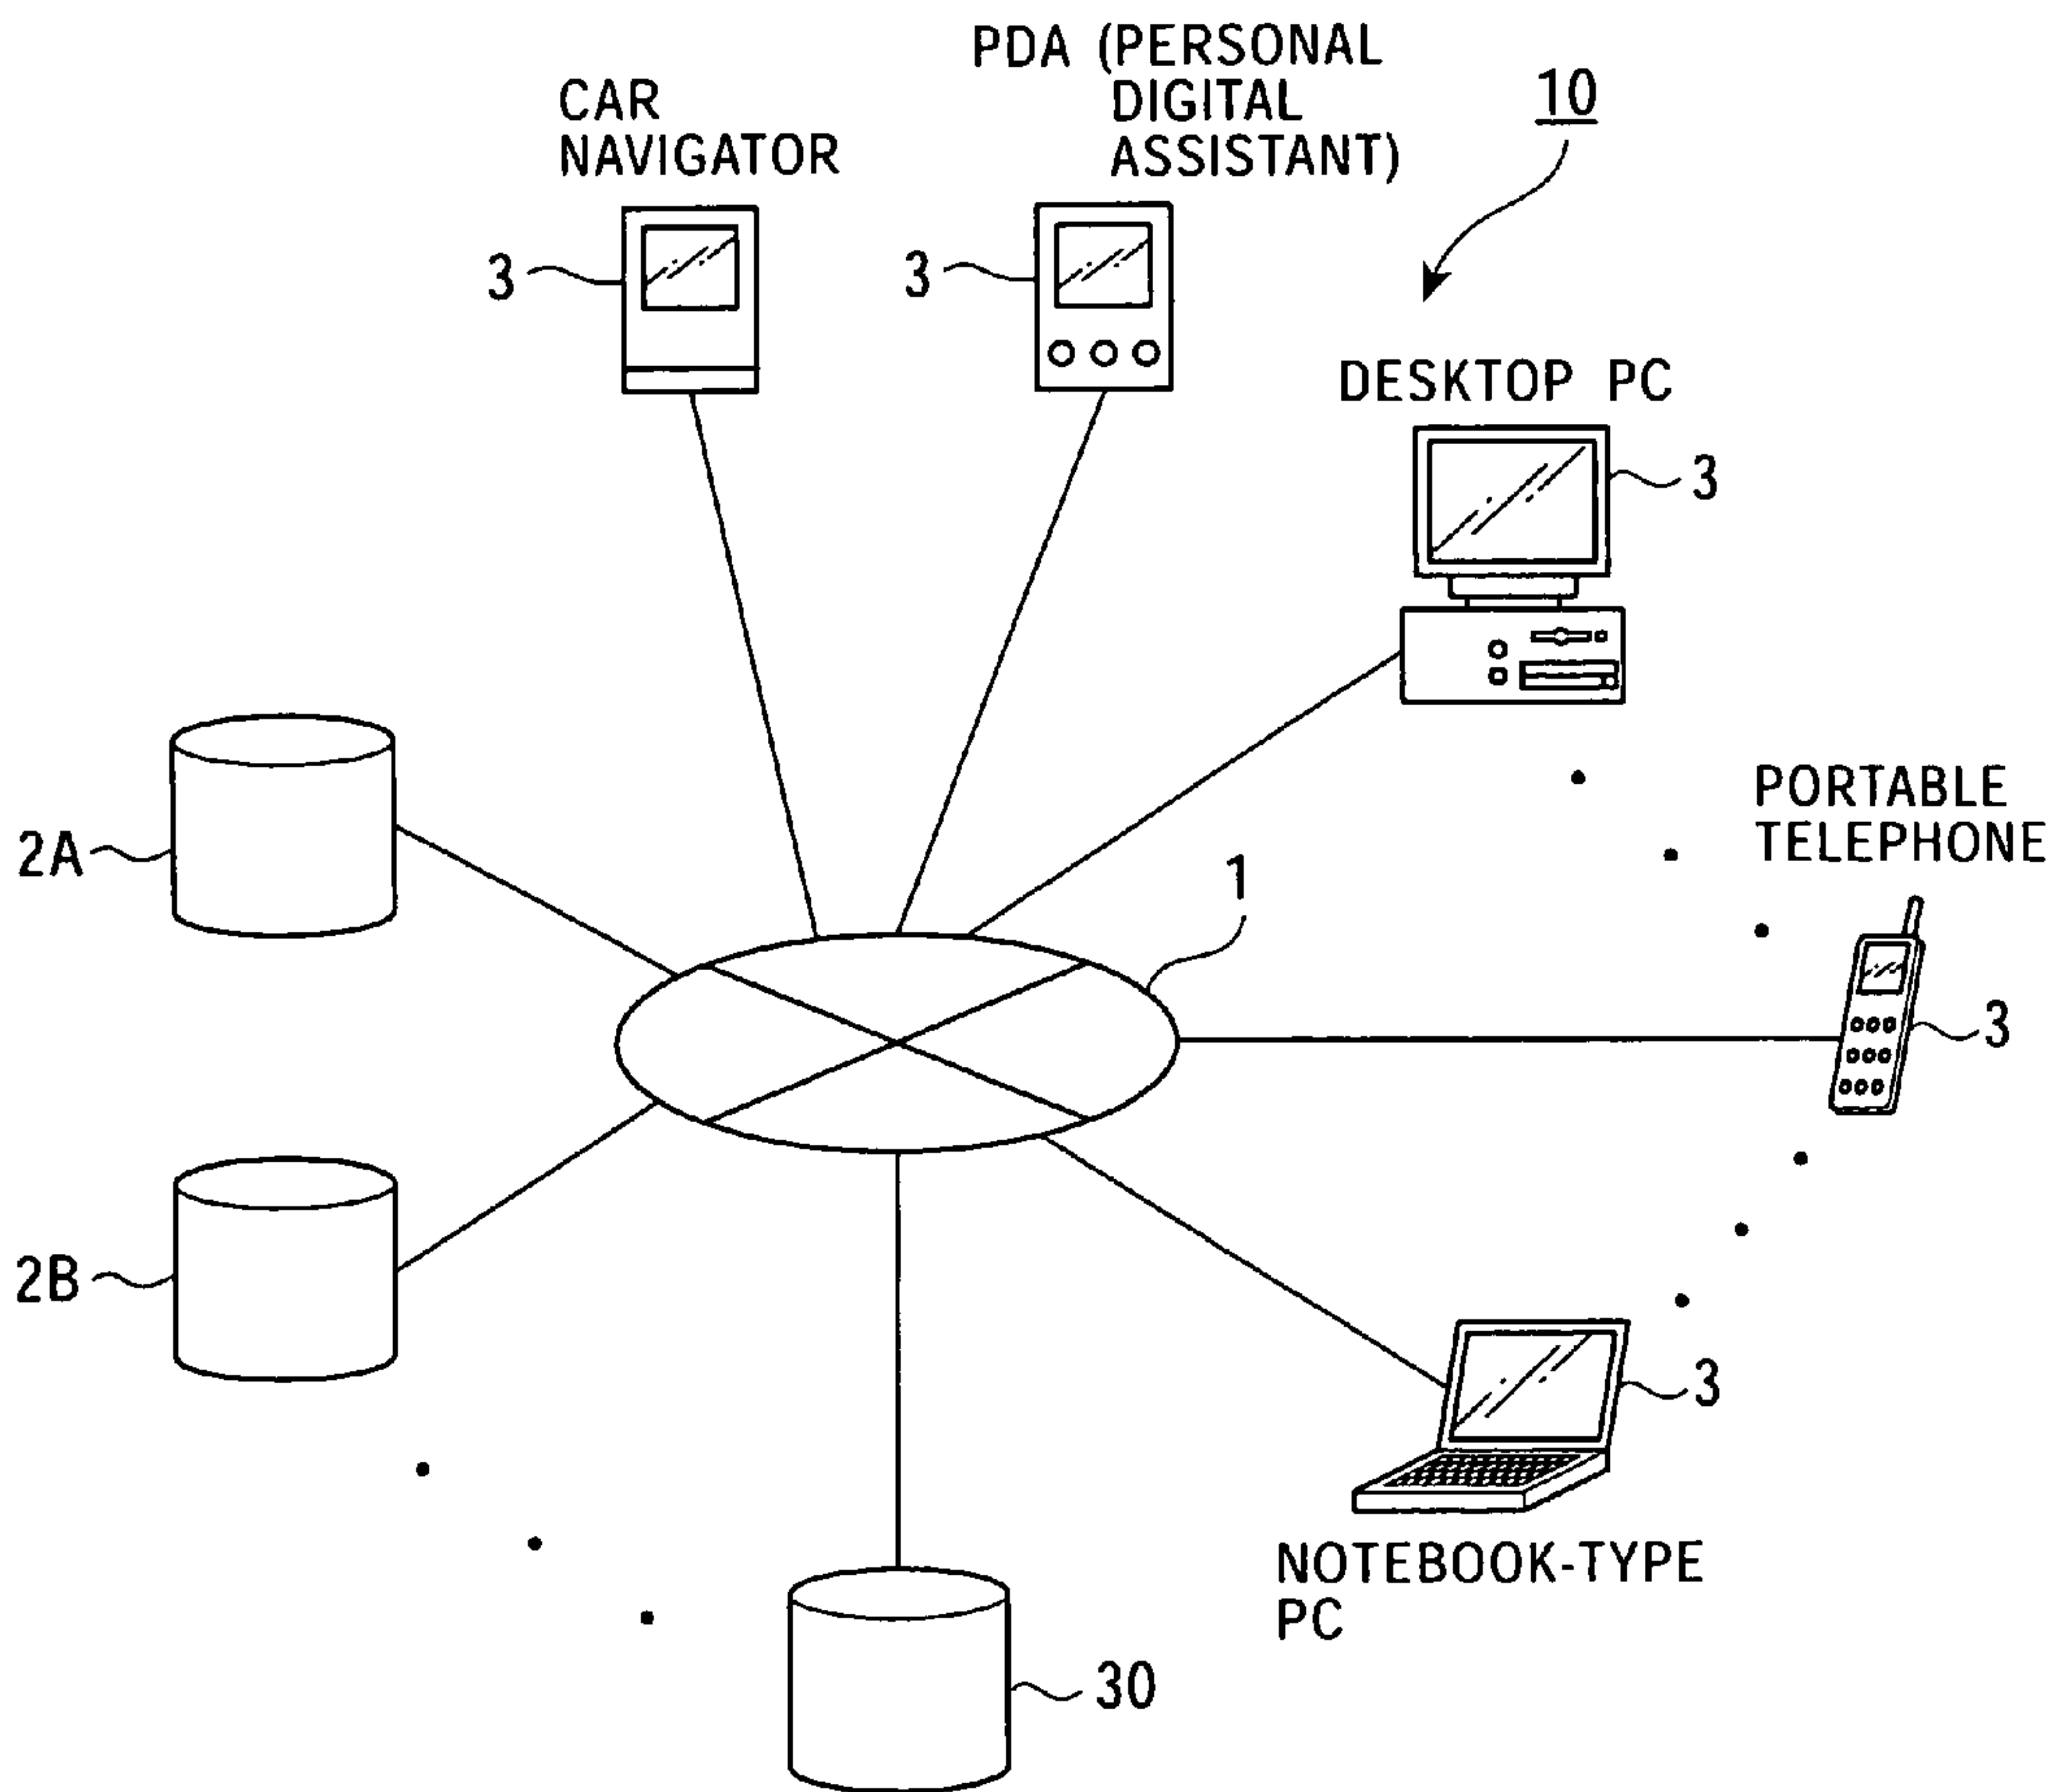 PDA (PERSONAL
DIGITAL
ASSISTANT)
CAR
NAVIGATOR
10
3
3
DESKTOP PC
3
PORTABLE
TELEPHONE
2A
1
3
2B
3
NOTEBOOK-TYPE
PC
30